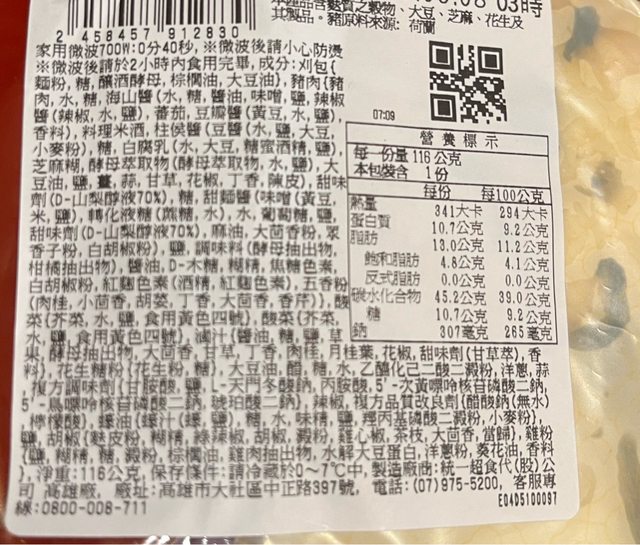 03時
本產品含麩質之穀物、大豆、芝麻、花生及
其製品。豬原料來源: 荷蘭
2 458457 912830
07:09
家用微波700W:0分40秒, ※微波後請小心防燙
※微波後請於2小時內食用完畢, 成分: 刈包(
麵粉, 糖, 釀酒酵母, 棕櫚油, 大豆油), 豬肉(豬
肉, 水, 糖, 海山醬(水, 糖, 醬油, 味噌, 鹽, 辣椒
醬(辣椒, 水, 鹽), 番茄, 豆瓣醬(黃豆, 水, 鹽),
香料), 料理米酒, 柱侯醬(豆醬(水, 鹽, 大豆,
小麥粉), 糖, 白腐乳(水, 大豆, 糖蜜酒精, 鹽),
芝麻糊, 酵母萃取物(酵母萃取物, 水, 鹽), 大
豆油, 鹽, 薑, 蒜, 甘草, 花椒, 丁香, 陳皮), 甜味
劑(D-山梨醇液70%), 糖, 甜麵醬(味噌(黃豆,
米, 鹽), 轉化液糖(蔗糖, 水), 水, 葡萄糖, 鹽,
甜味劑(D-山梨醇液70%), 麻油, 大茴香粉, 眾
香子粉, 白胡椒粉), 鹽, 調味料(酵母抽出物,
柑橘抽出物), 醬油, D-木糖, 糊精, 焦糖色素,
白胡椒粉, 紅麴色素(酒精, 紅麴色素), 五香粉
(肉桂, 小茴香, 胡荽, 丁香, 大茴香, 香芹)), 酸
菜(芥菜, 水, 鹽, 食用黃色四號), 酸菜(芥菜,
水, 鹽, 食用黃色四號), 滷汁(醬油, 糖, 鹽, 草
果, 酵母抽出物, 大茴香, 甘草, 丁香, 肉桂, 月桂葉, 花椒, 甜味劑(甘草萃), 香
料), 花生糖粉(花生粉, 糖), 大豆油, 醋, 糖, 水, 乙醯化己二酸二澱粉, 洋蔥, 蒜
, 複方調味劑(甘胺酸, 鹽, L-天門冬酸鈉, 丙胺酸, 5'-次黃嘌呤核苷磷酸二鈉,
5'-鳥嘌呤核苷磷酸二鈉, 琥珀酸二鈉), 辣椒, 複方品質改良劑(醋酸鈉(無水)
, 檸檬酸), 蠔油(蠔汁(蠔, 鹽), 糖, 水, 味精, 鹽, 羥丙基磷酸二澱粉, 小麥粉),
鹽, 胡椒(麩皮粉, 糊精, 綠辣椒, 胡椒, 澱粉, 雞心椒, 茶枝, 大茴香, 當歸), 雞粉
(鹽, 糊精, 糖, 澱粉, 棕櫚油, 雞肉抽出物, 水解大豆蛋白, 洋蔥粉, 葵花油, 香料
), 淨重:116公克, 保存條件:請冷藏於0~7℃中, 製造廠商:統一超食代(股)公
司 高雄廠, 廠址:高雄市大社區中正路397號, 電話:(07)975-5200, 客服專
線:0800-008-711
E04D5100097
營養標示
每一份量 116 公克
本包裝含 1份
每份 每100公克
熱量 341大卡 294大卡
蛋白質 10.7公克 9.2公克
脂肪 13.0公克 11.2公克
飽和脂肪 4.8公克 4.1公克
反式脂肪 0.0公克 0.0公克
碳水化合物 45.2公克 39.0公克
糖 10.7公克 9.2公克
鈉 307毫克 265毫克